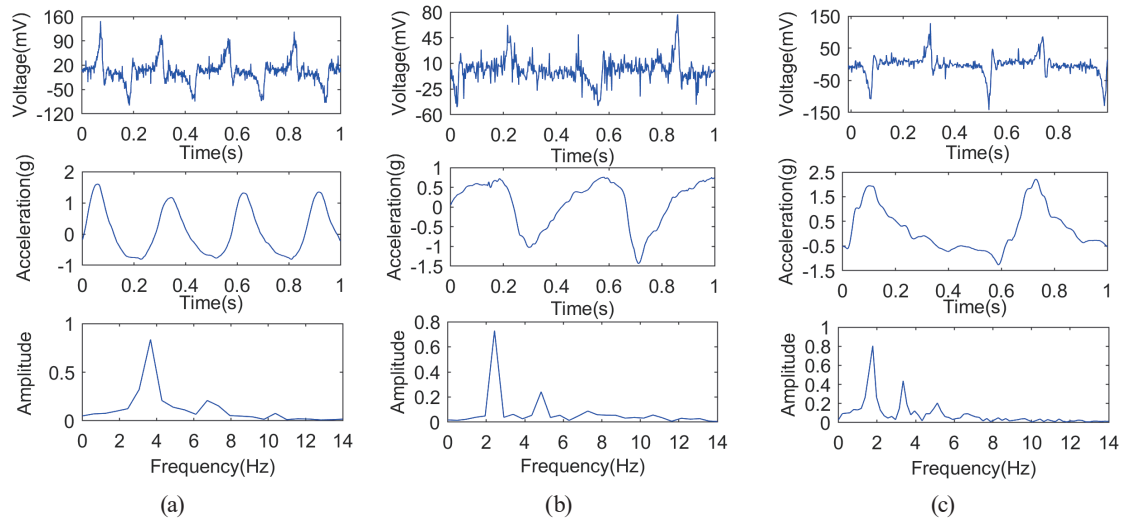 160
90
20
-50
-120
Voltage(mV)
0 0.2 0.4 0.6 0.8 1
Time(s)
2
1
0
-1
Acceleration(g)
0 0.2 0.4 0.6 0.8 1
Time(s)
1
0.5
0
Amplitude
0 2 4 6 8 10 12 14
Frequency(Hz)
(a)
80
45
10
-25
-60
Voltage(mV)
0 0.2 0.4 0.6 0.8 1
Time(s)
1
0.5
0
-0.5
-1
-1.5
Acceleration(g)
0 0.2 0.4 0.6 0.8 1
Time(s)
0.8
0.6
0.4
0.2
0
Amplitude
0 2 4 6 8 10 12 14
Frequency(Hz)
(b)
150
50
-50
-150
Voltage(mV)
0 0.2 0.4 0.6 0.8
Time(s)
2.5
1.5
0.5
-0.5
-1.5
Acceleration(g)
0 0.2 0.4 0.6 0.8 1
Time(s)
1
0.8
0.6
0.4
0.2
0
Amplitude
0 2 4 6 8 10 12 14
Frequency(Hz)
(c)